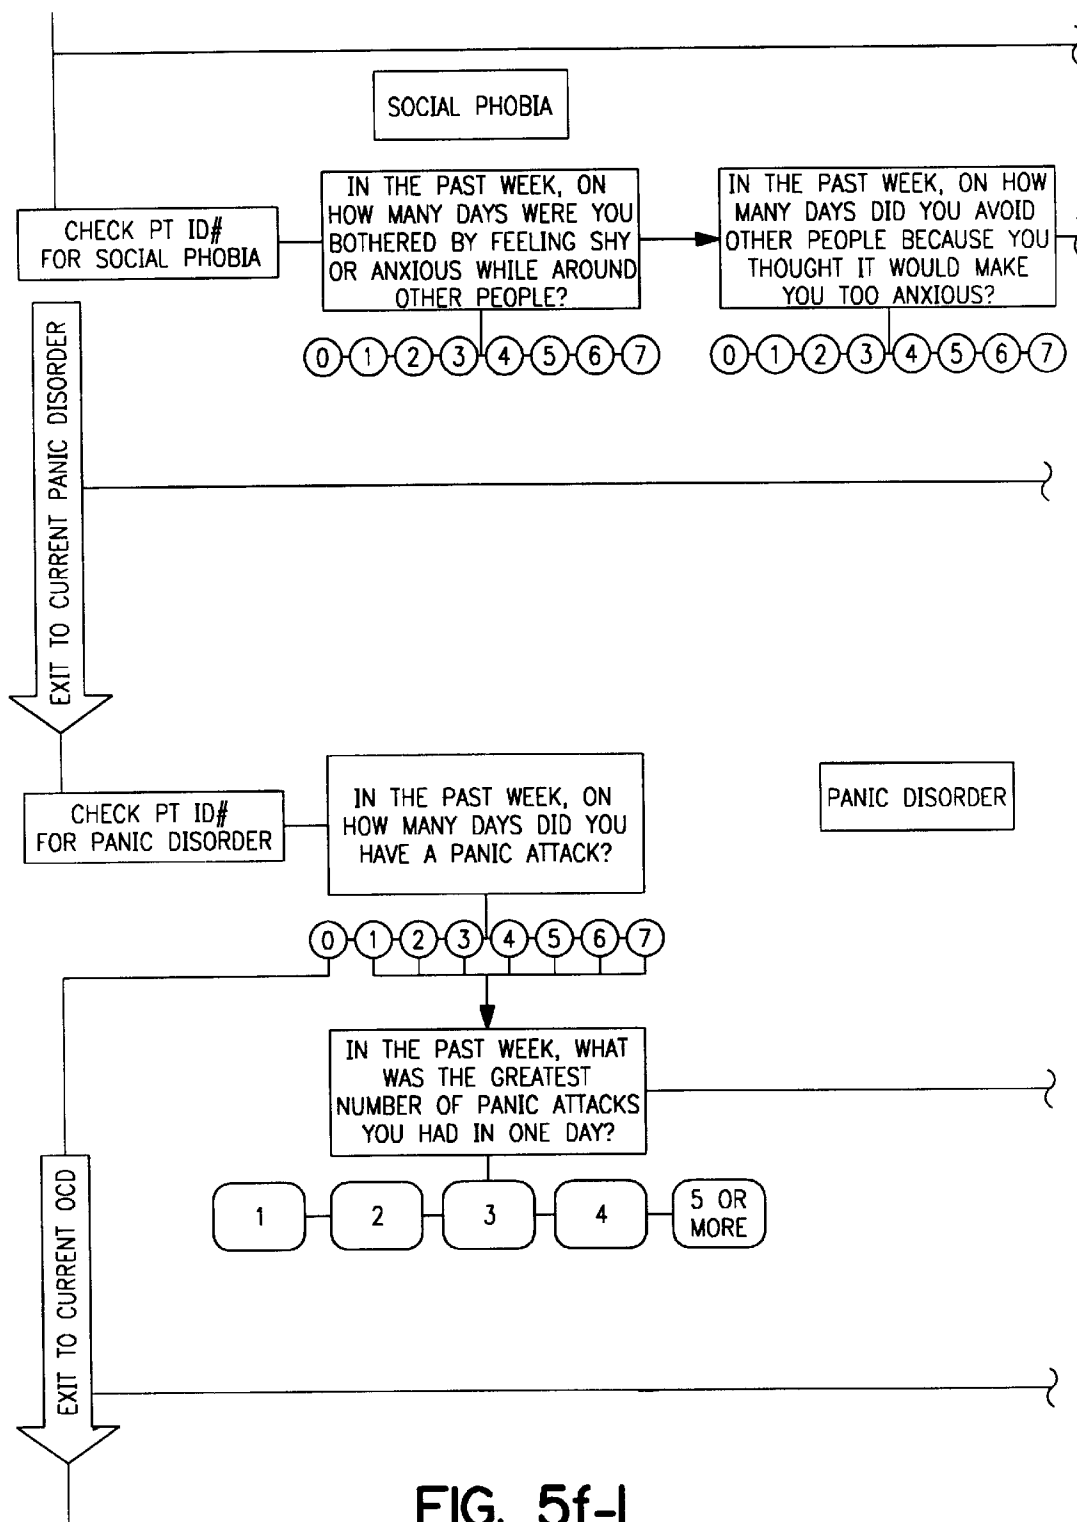 SOCIAL PHOBIA
CHECK PT ID#
FOR SOCIAL PHOBIA
IN THE PAST WEEK, ON
HOW MANY DAYS WERE YOU
BOTHERED BY FEELING SHY
OR ANXIOUS WHILE AROUND
OTHER PEOPLE?
IN THE PAST WEEK, ON HOW
MANY DAYS DID YOU AVOID
OTHER PEOPLE BECAUSE YOU
THOUGHT IT WOULD MAKE
YOU TOO ANXIOUS?
0 1 2 3 4 5 6 7
0 1 2 3 4 5 6 7
EXIT TO CURRENT PANIC DISORDER
CHECK PT ID#
FOR PANIC DISORDER
IN THE PAST WEEK, ON
HOW MANY DAYS DID YOU
HAVE A PANIC ATTACK?
PANIC DISORDER
0 1 2 3 4 5 6 7
IN THE PAST WEEK, WHAT
WAS THE GREATEST
NUMBER OF PANIC ATTACKS
YOU HAD IN ONE DAY?
1 2 3 4 5 OR
MORE
EXIT TO CURRENT OCD
FIG. 5f-1